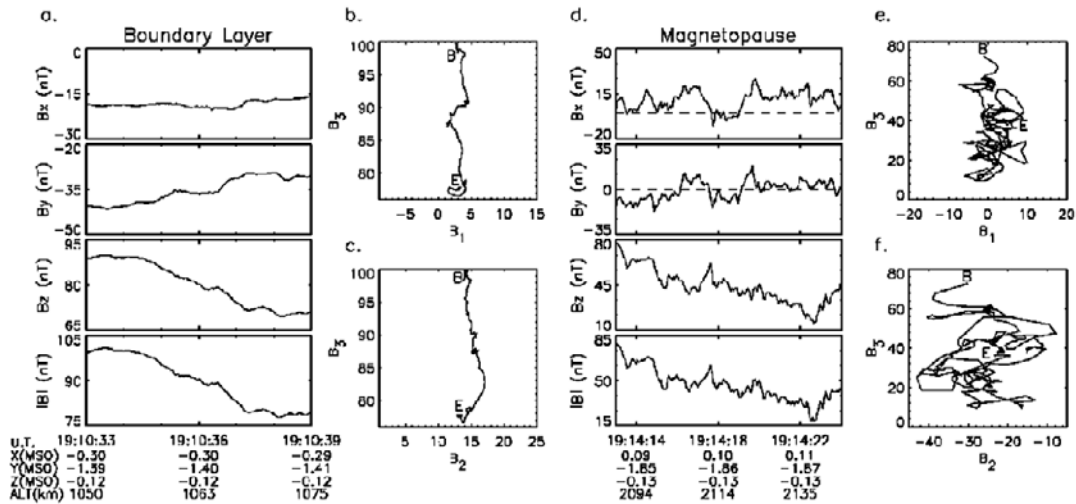 a. b. d. e.
Boundary Layer
Magnetopause
Bx (nT)
0
-15
-30
By (nT)
-20
-35
-50
Bz (nT)
95
80
65
|B| (nT)
105
90
75
U.T. 19:10:33 19:10:36 19:10:39
X(MSO) -0.30 -0.30 -0.29
Y(MSO) -1.39 -1.40 -1.41
Z(MSO) -0.12 -0.12 -0.12
ALT(km) 1050 1063 1075
B3
100
95
90
85
80
B
E
-5 0 5 10 15
B1
c.
B3
100
95
90
85
80
B
E
5 10 15 20 25
B2
Bx (nT)
50
15
-20
By (nT)
35
0
-35
Bz (nT)
80
45
10
|B| (nT)
85
50
15
19:14:14 19:14:18 19:14:22
0.09 0.10 0.11
-1.85 -1.86 -1.87
-0.13 -0.13 -0.13
2094 2114 2135
B3
80
60
40
20
0
B
E
-20 -10 0 10 20
B1
f.
B3
80
60
40
20
0
B
E
-40 -30 -20 -10
B2